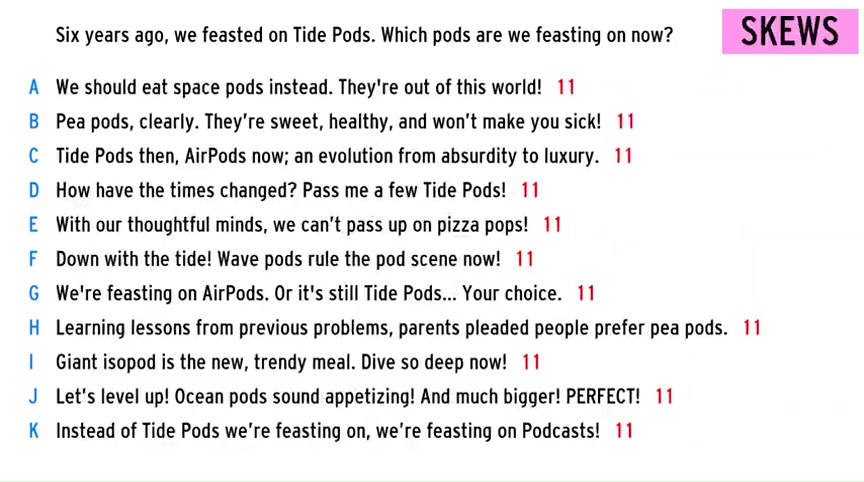 Six years ago, we feasted on Tide Pods. Which pods are we feasting on now?
SKEWS
A We should eat space pods instead. They're out of this world! 11
B Pea pods, clearly. They’re sweet, healthy, and won’t make you sick! 11
C Tide Pods then, AirPods now; an evolution from absurdity to luxury. 11
D How have the times changed? Pass me a few Tide Pods! 11
E With our thoughtful minds, we can’t pass up on pizza pops! 11
F Down with the tide! Wave pods rule the pod scene now! 11
G We're feasting on AirPods. Or it's still Tide Pods... Your choice. 11
H Learning lessons from previous problems, parents pleaded people prefer pea pods. 11
I Giant isopod is the new, trendy meal. Dive so deep now! 11
J Let’s level up! Ocean pods sound appetizing! And much bigger! PERFECT! 11
K Instead of Tide Pods we’re feasting on, we’re feasting on Podcasts! 11